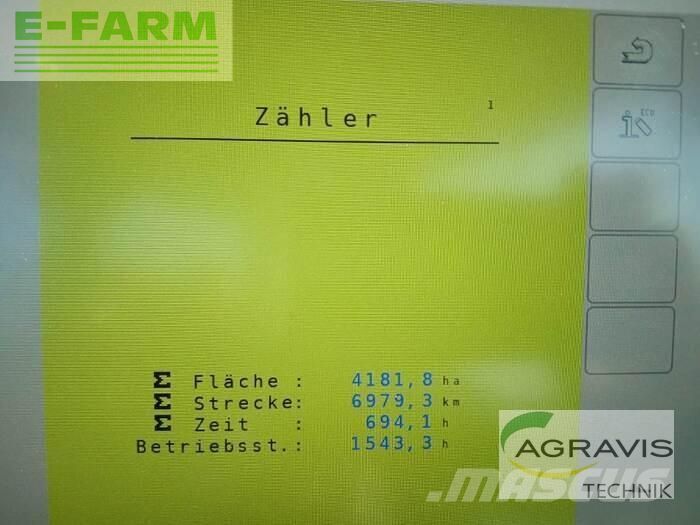 E-FARM
Zähler 1
ECU
Σ Fläche : 4181,8 ha
Σ Strecke: 6979,3 km
Σ Zeit : 694,1 h
Betriebsst.: 1543,3 h
AGRAVIS
TECHNIK
MASCUS